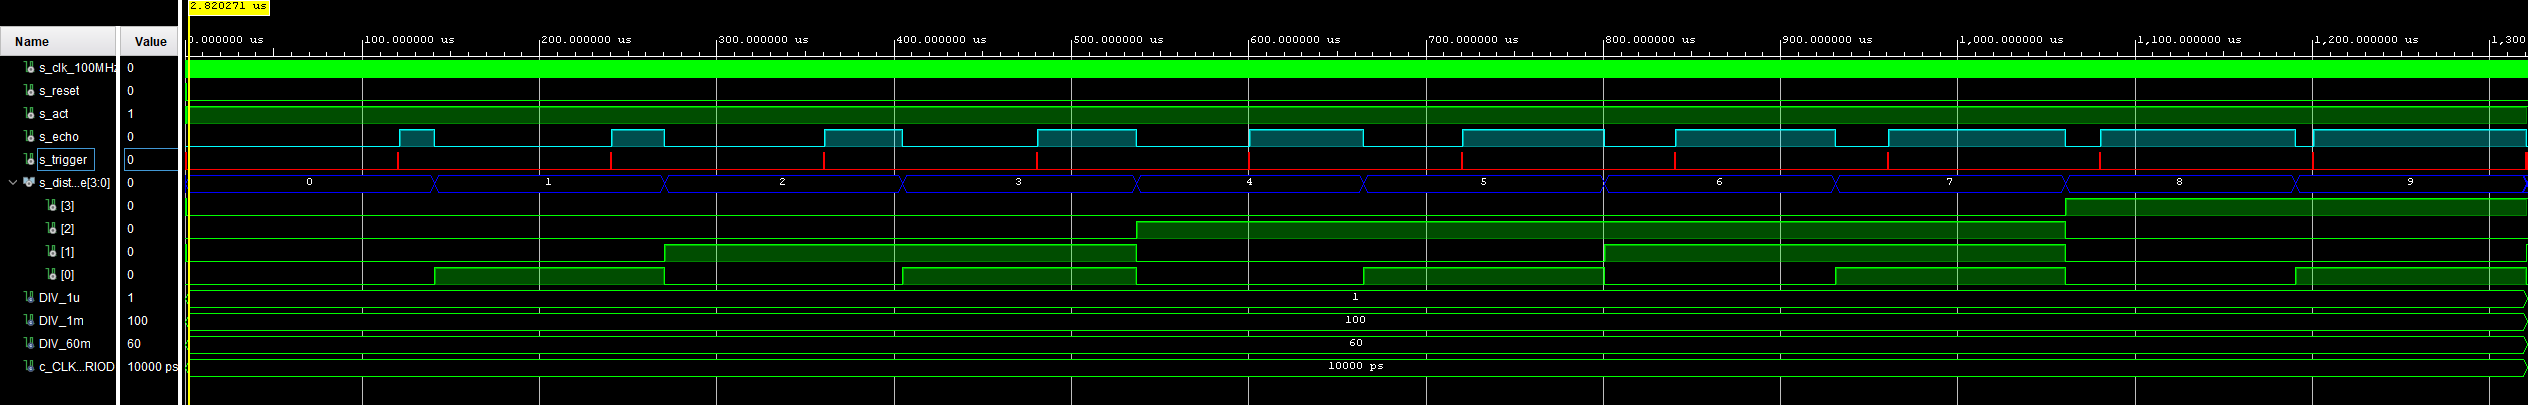 2.820271 us
Name Value 0.000000 us 100.000000 us 200.000000 us 300.000000 us 400.000000 us 500.000000 us 600.000000 us 700.000000 us 800.000000 us 900.000000 us 1,000.000000 us 1,100.000000 us 1,200.000000 us 1,300
s_clk_100MHz 0
s_reset 0
s_act 1
s_echo 0
s_trigger 0
s_dist...e[3:0] 0 0 1 2 3 4 5 6 7 8 9
[3] 0
[2] 0
[1] 0
[0] 0
DIV_1u 1 1
DIV_1m 100 100
DIV_60m 60 60
c_CLK...RIOD 10000 ps 10000 ps